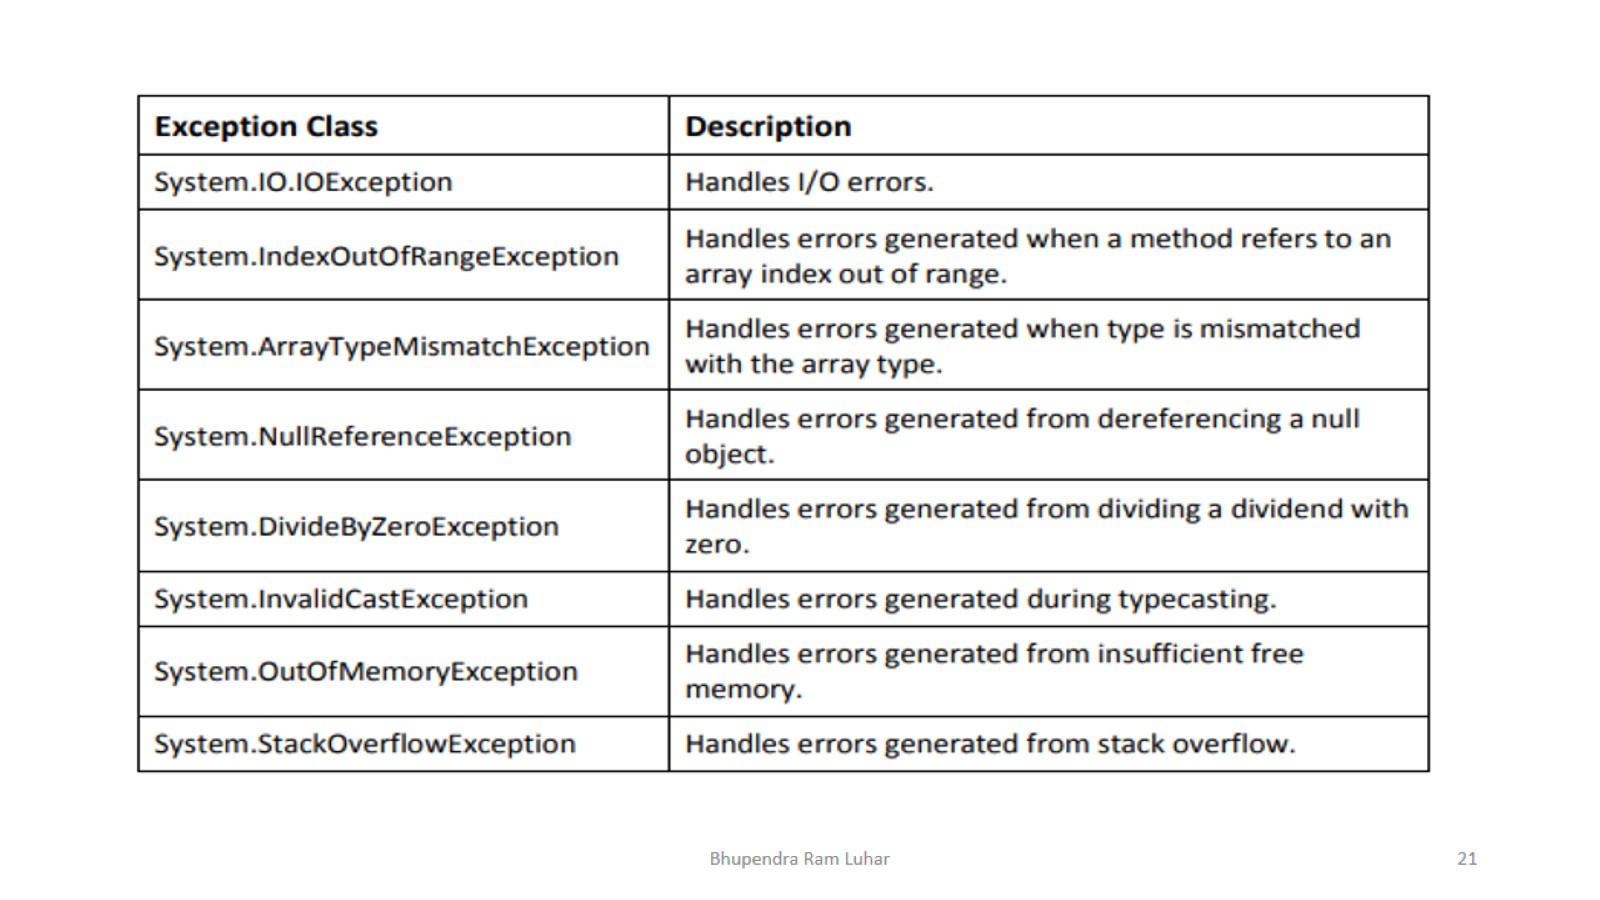 Exception Class
Description
System.IO.IOException
Handles I/O errors.
System.IndexOutOfRangeException
Handles errors generated when a method refers to an
array index out of range.
System.ArrayTypeMismatchException
Handles errors generated when type is mismatched
with the array type.
System.NullReferenceException
Handles errors generated from dereferencing a null
object.
System.DivideByZeroException
Handles errors generated from dividing a dividend with
zero.
System.InvalidCastException
Handles errors generated during typecasting.
System.OutOfMemoryException
Handles errors generated from insufficient free
memory.
System.StackOverflowException
Handles errors generated from stack overflow.
Bhupendra Ram Luhar
21